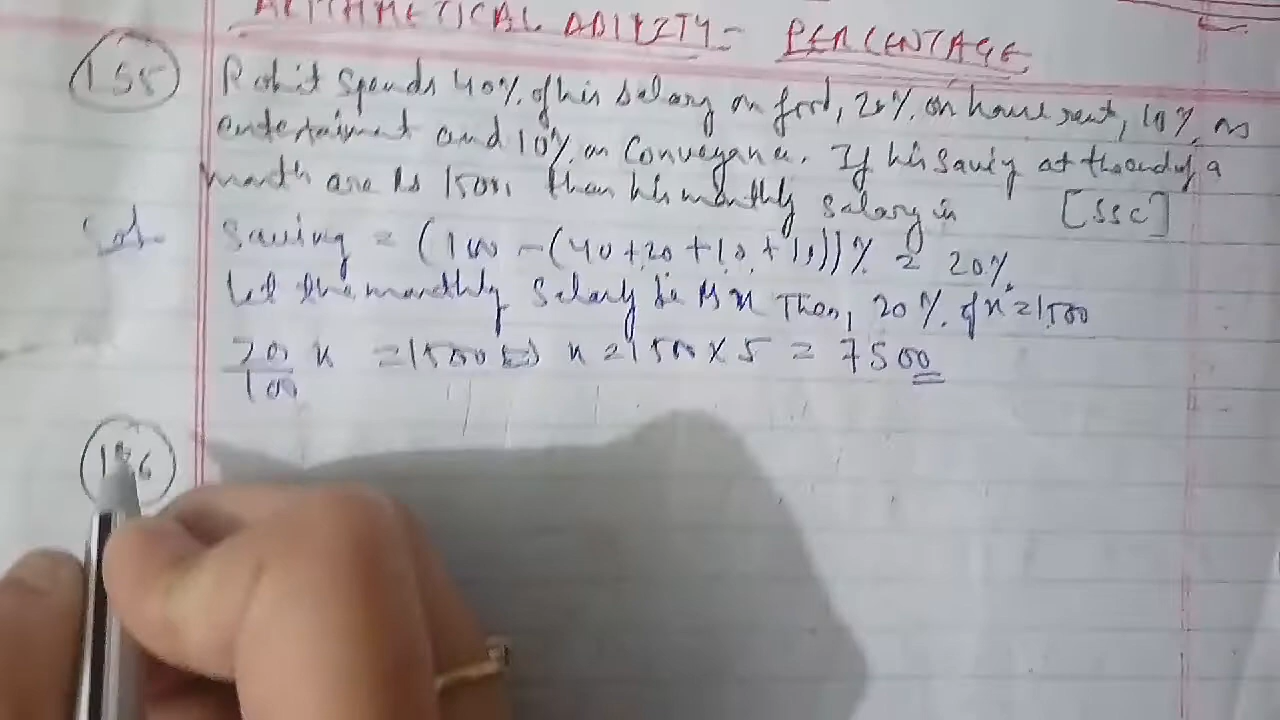 ARITHMETICAL ABILITY - PERCENTAGE
155 Rohit spends 40% of his salary on food, 20% on house rent, 10% on
entertaiment and 10% on Conveyance. If his saving at the end of a
month are Rs 1500, then his monthly salary is [SSC]
Sol. Saving = (100 - (40+20+10+10))% = 20%
Let the monthly salary be Rs x Then, 20% of x = 1500
20/100 x = 1500 ⇒ x = 1500 × 5 = 7500
156